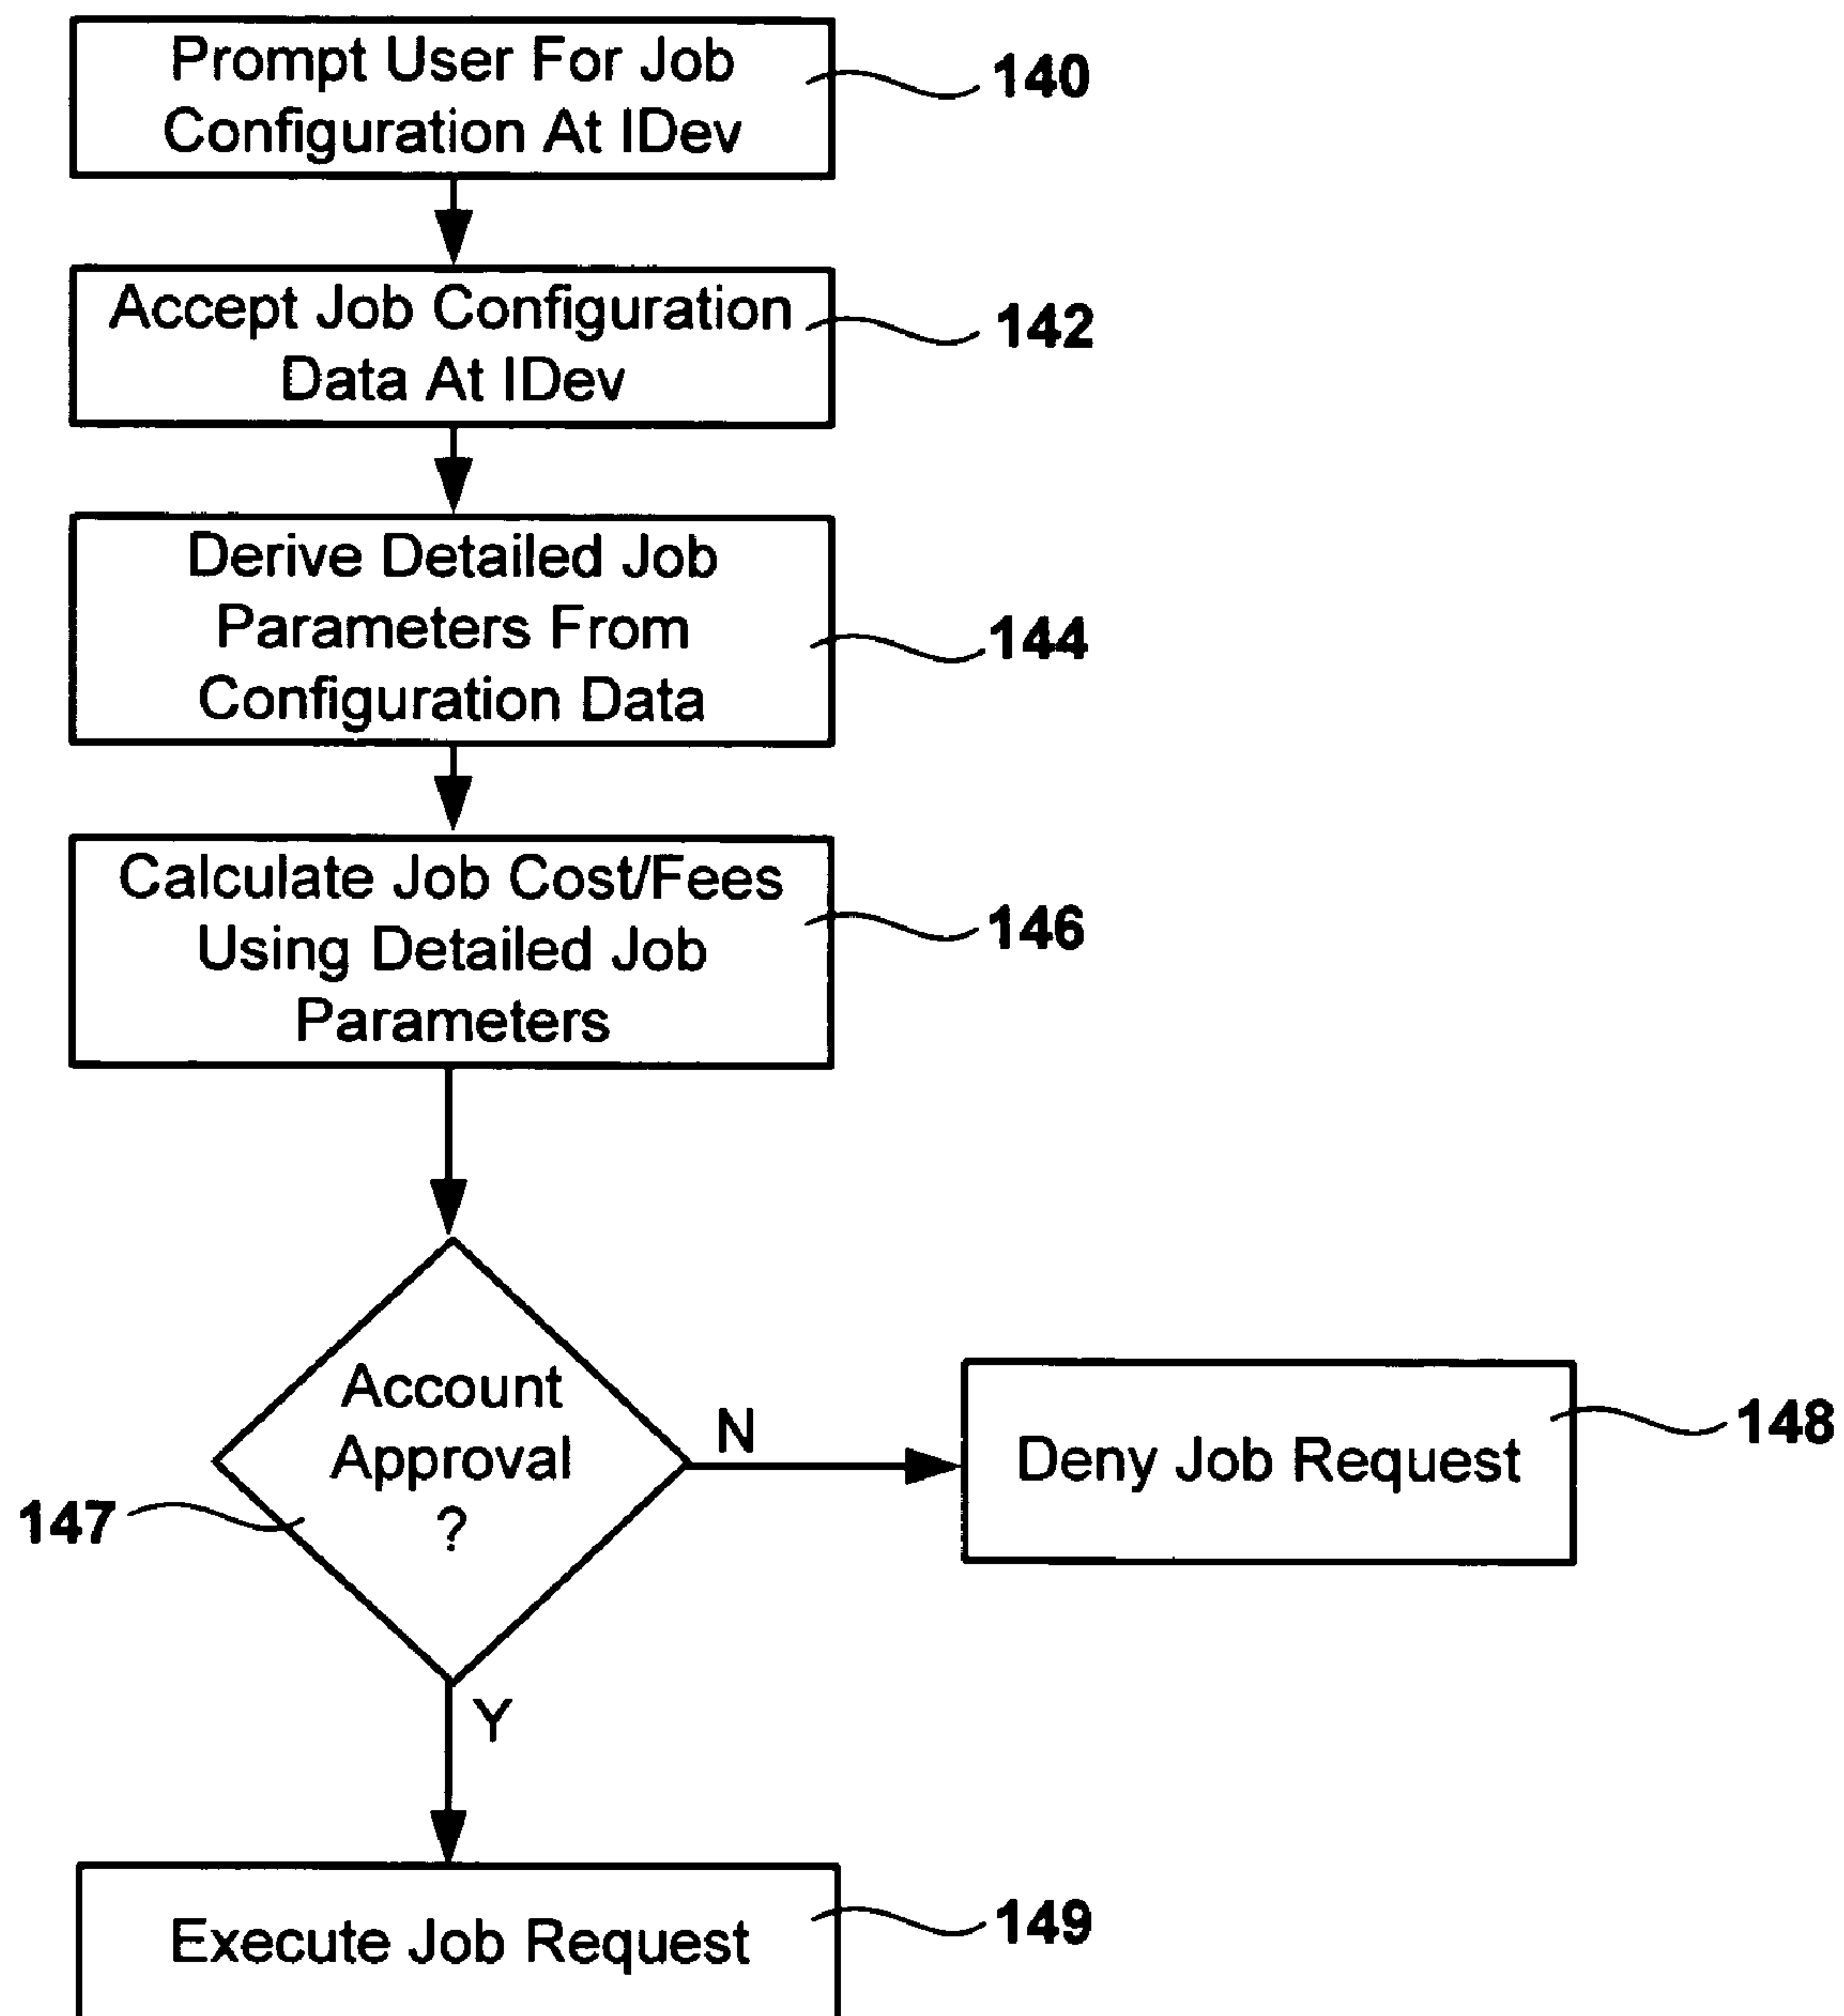 Prompt User For Job
Configuration At IDev
140
Accept Job Configuration
Data At IDev
142
Derive Detailed Job
Parameters From
Configuration Data
144
Calculate Job Cost/Fees
Using Detailed Job
Parameters
146
Account
Approval
?
147
N
Deny Job Request
148
Y
Execute Job Request
149